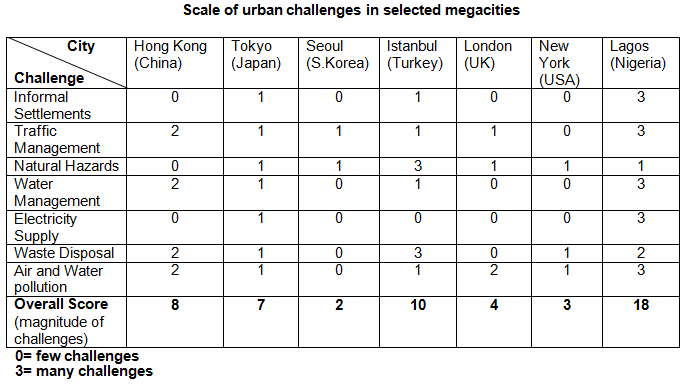 Scale of urban challenges in selected megacities
City
Challenge
Hong Kong (China)
Tokyo (Japan)
Seoul (S.Korea)
Istanbul (Turkey)
London (UK)
New York (USA)
Lagos (Nigeria)
Informal Settlements 0 1 0 1 0 0 3
Traffic Management 2 1 1 1 1 0 3
Natural Hazards 0 1 1 3 1 1 1
Water Management 2 1 0 1 0 0 3
Electricity Supply 0 1 0 0 0 0 3
Waste Disposal 2 1 0 3 0 1 2
Air and Water pollution 2 1 0 1 2 1 3
Overall Score (magnitude of challenges) 8 7 2 10 4 3 18
0= few challenges
3= many challenges